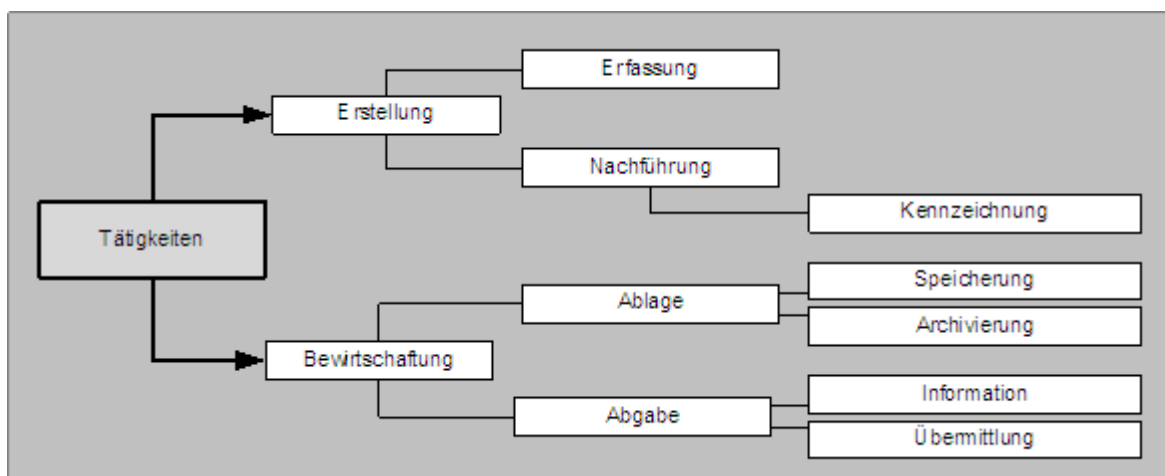 Erfassung
Erstellung
Nachführung
Kennzeichnung
Tätigkeiten
Speicherung
Ablage
Archivierung
Bewirtschaftung
Information
Abgabe
Übermittlung